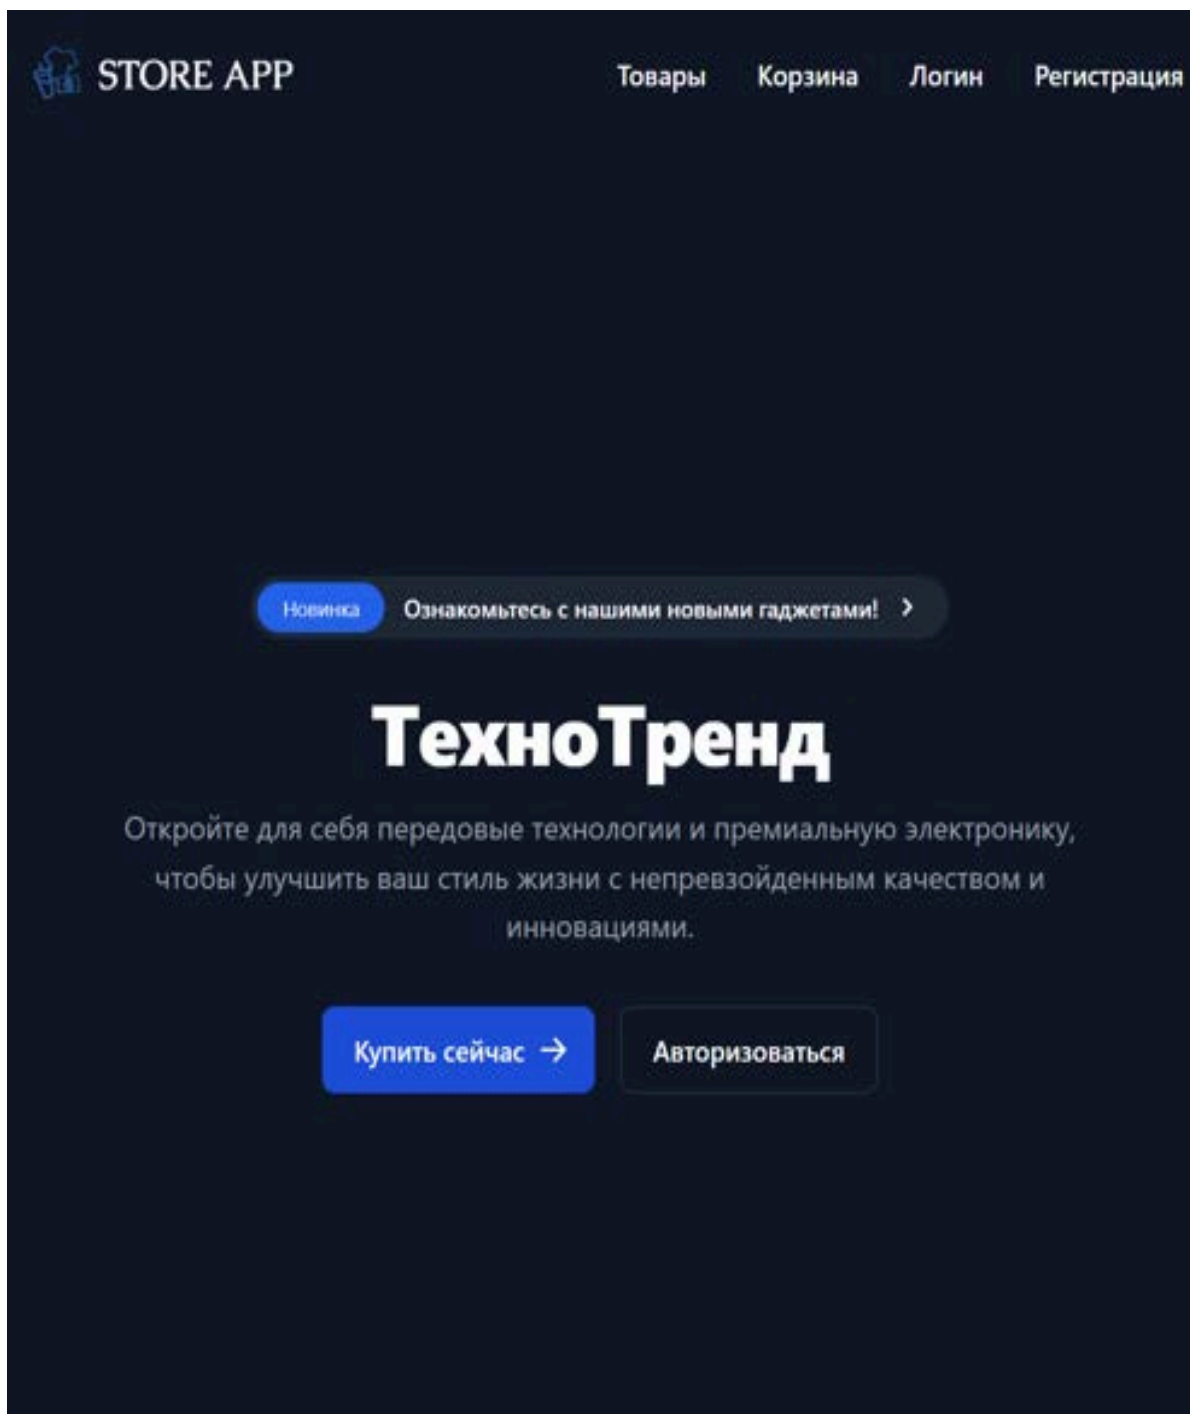 STORE APP Товары Корзина Логин Регистрация
Новинка Ознакомьтесь с нашими новыми гаджетами!
ТехноТренд
Откройте для себя передовые технологии и премиальную электронику,
чтобы улучшить ваш стиль жизни с непревзойденным качеством и
инновациями.
Купить сейчас → Авторизоваться